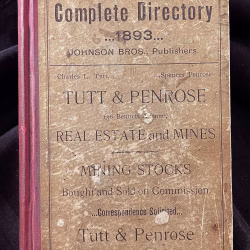 Complete Directory
...1893...
JOHNSON BROS., Publishers
Charles L. Tutt, ... Spencer Penrose
TUTT & PENROSE
REAL ESTATE and MINES
MINING STOCKS
Bought and Sold on Commission
...Correspondence Solicited...
Tutt & Penrose